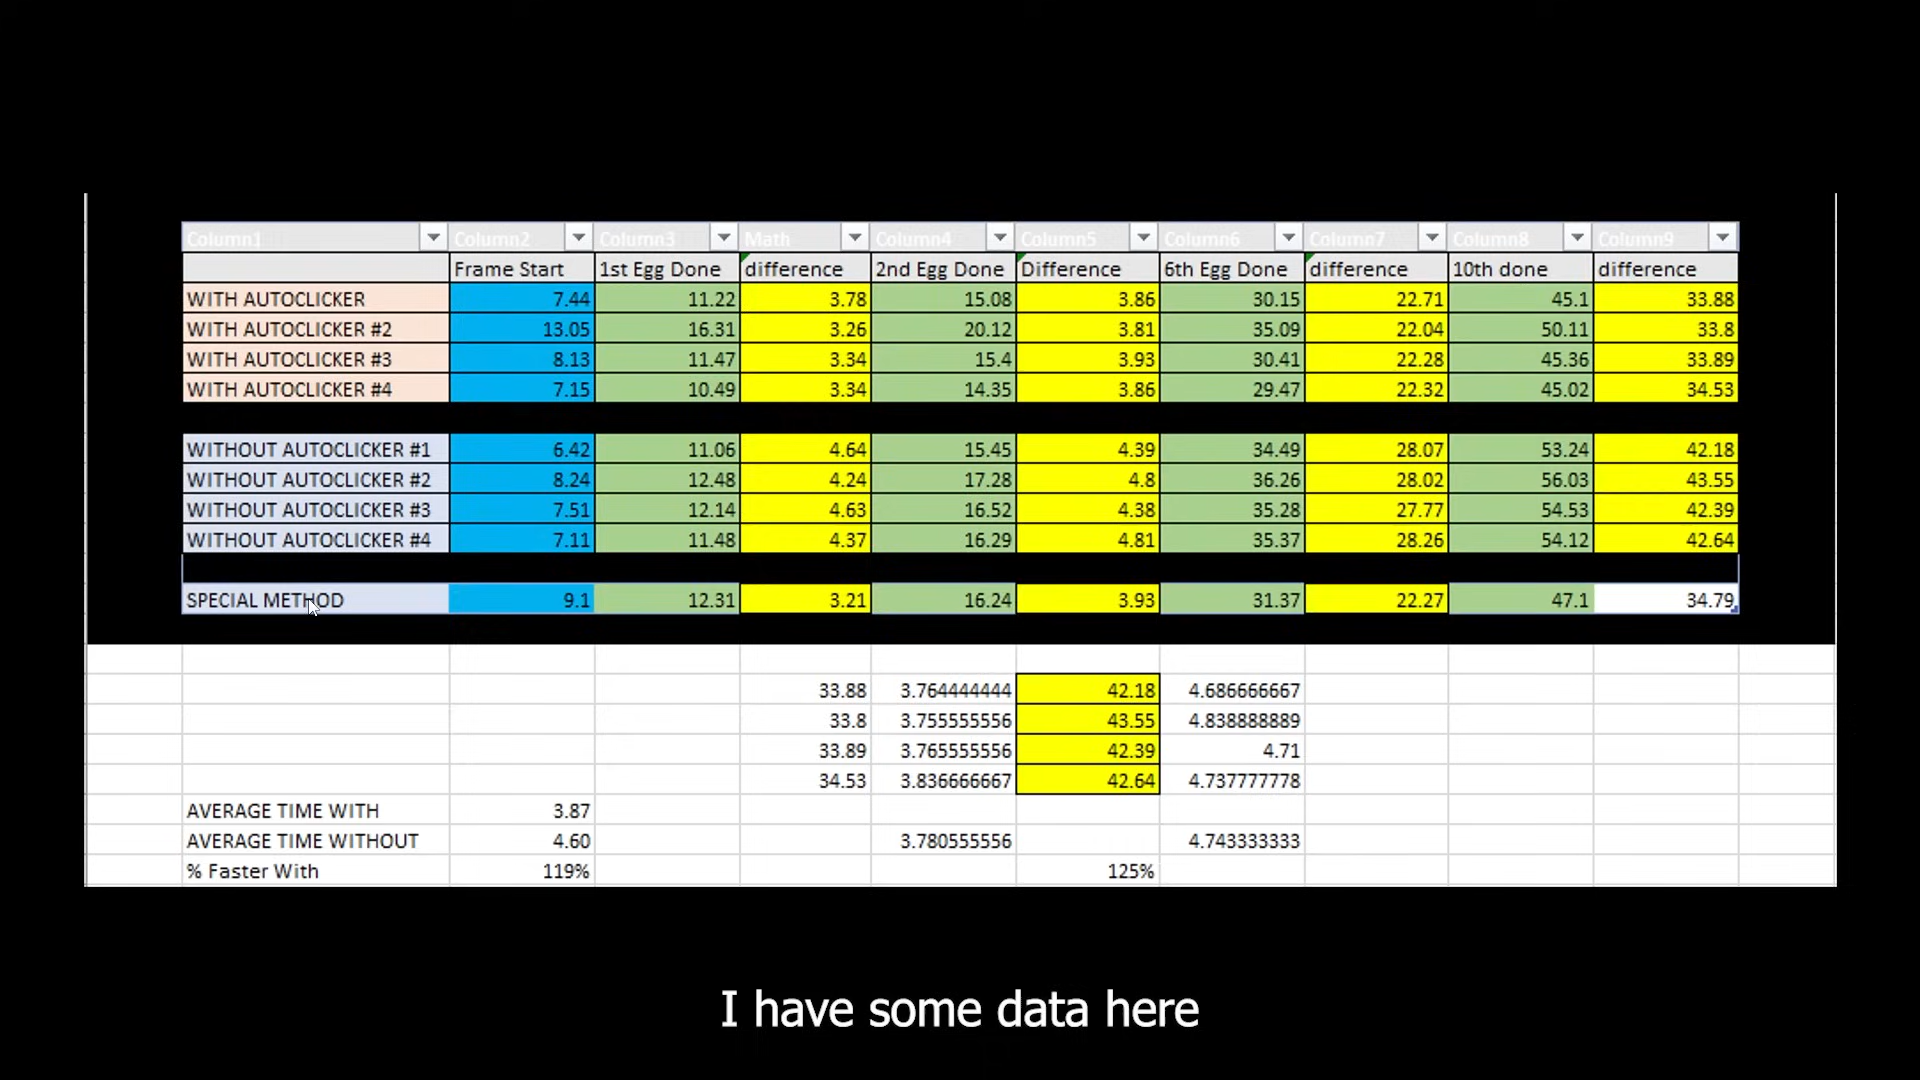 Column1 Column2 Column3 Math Column4 Column5 Column6 Column7 Column8 Column9
Frame Start 1st Egg Done difference 2nd Egg Done Difference 6th Egg Done difference 10th done difference
WITH AUTOCLICKER 7.44 11.22 3.78 15.08 3.86 30.15 22.71 45.1 33.88
WITH AUTOCLICKER #2 13.05 16.31 3.26 20.12 3.81 35.09 22.04 50.11 33.8
WITH AUTOCLICKER #3 8.13 11.47 3.34 15.4 3.93 30.41 22.28 45.36 33.89
WITH AUTOCLICKER #4 7.15 10.49 3.34 14.35 3.86 29.47 22.32 45.02 34.53
WITHOUT AUTOCLICKER #1 6.42 11.06 4.64 15.45 4.39 34.49 28.07 53.24 42.18
WITHOUT AUTOCLICKER #2 8.24 12.48 4.24 17.28 4.8 36.26 28.02 56.03 43.55
WITHOUT AUTOCLICKER #3 7.51 12.14 4.63 16.52 4.38 35.28 27.77 54.53 42.39
WITHOUT AUTOCLICKER #4 7.11 11.48 4.37 16.29 4.81 35.37 28.26 54.12 42.64
SPECIAL METHOD 9.1 12.31 3.21 16.24 3.93 31.37 22.27 47.1 34.79
33.88 3.764444444 42.18 4.686666667
33.8 3.755555556 43.55 4.838888889
33.89 3.765555556 42.39 4.71
34.53 3.836666667 42.64 4.737777778
AVERAGE TIME WITH 3.87
AVERAGE TIME WITHOUT 4.60 3.780555556 4.743333333
% Faster With 119% 125%
I have some data here